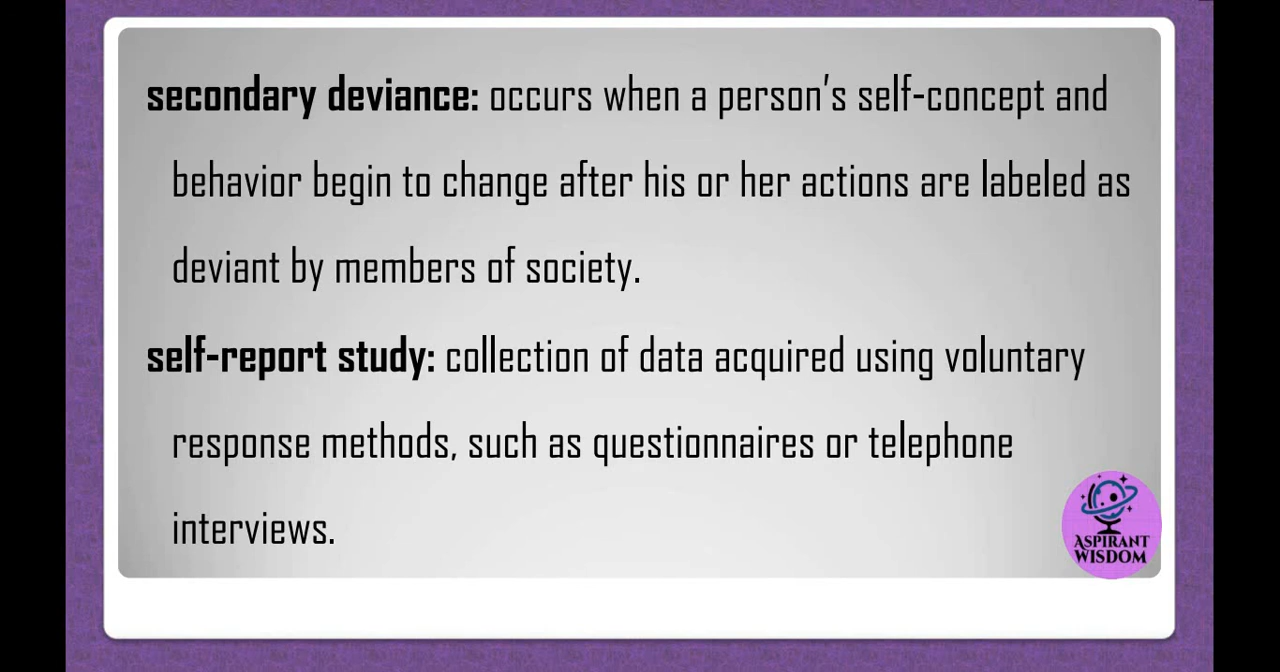 secondary deviance: occurs when a person's self-concept and
behavior begin to change after his or her actions are labeled as
deviant by members of society.
self-report study: collection of data acquired using voluntary
response methods, such as questionnaires or telephone
interviews.
ASPIRANT
WISDOM